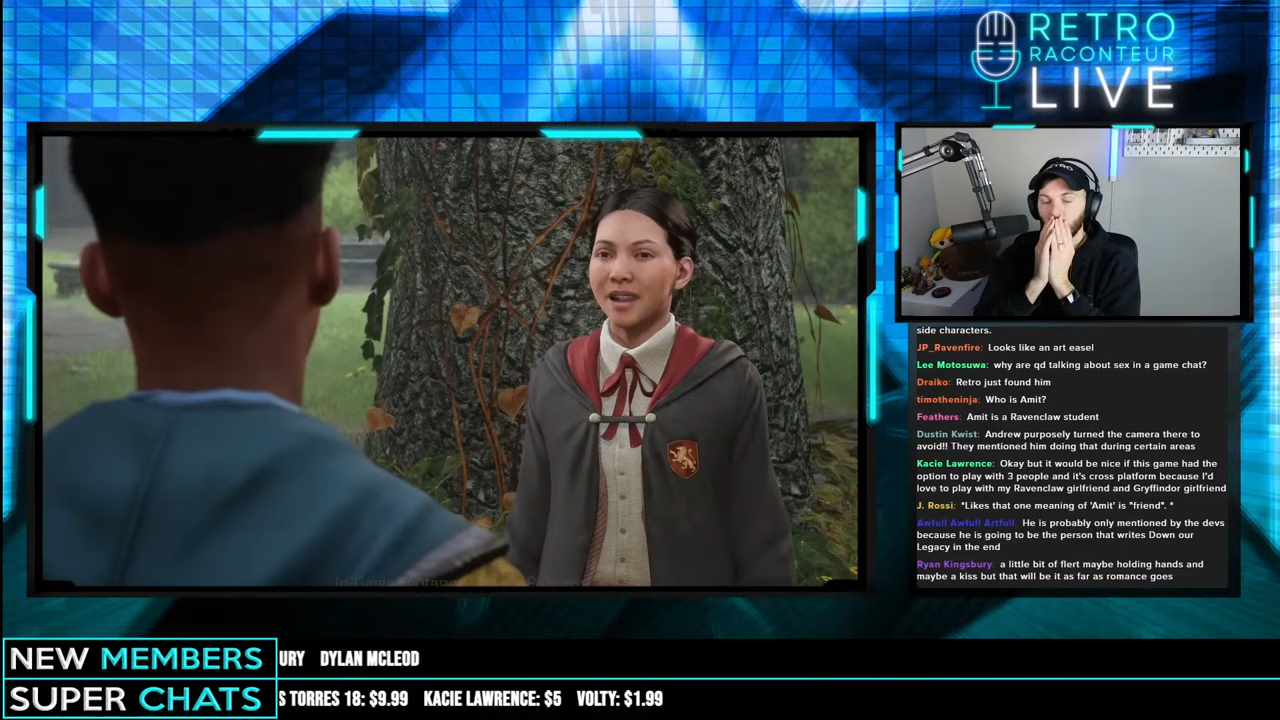 RETRO
RACONTEUR
LIVE
side characters.
JP_Ravenfire: Looks like an art easel
Lee Motosuwa: why are qd talking about sex in a game chat?
Draiko: Retro just found him
timotheninja: Who is Amit?
Feathers: Amit is a Ravenclaw student
Dustin Kwist: Andrew purposely turned the camera there to
avoid!! They mentioned him doing that during certain areas
Kacie Lawrence: Okay but it would be nice if this game had the
option to play with 3 people and it's cross platform because I'd
love to play with my Ravenclaw girlfriend and Gryffindor girlfriend
J. Rossi: *Likes that one meaning of 'Amit' is "friend". *
Awfull Awfull Artfull: He is probably only mentioned by the devs
because he is going to be the person that writes Down our
Legacy in the end
Ryan Kingsbury: a little bit of flert maybe holding hands and
maybe a kiss but that will be it as far as romance goes
In-Game Footage
NEW MEMBERS
URY DYLAN MCLEOD
SUPER CHATS
S TORRES 18: $9.99 KACIE LAWRENCE: $5 VOLTY: $1.99